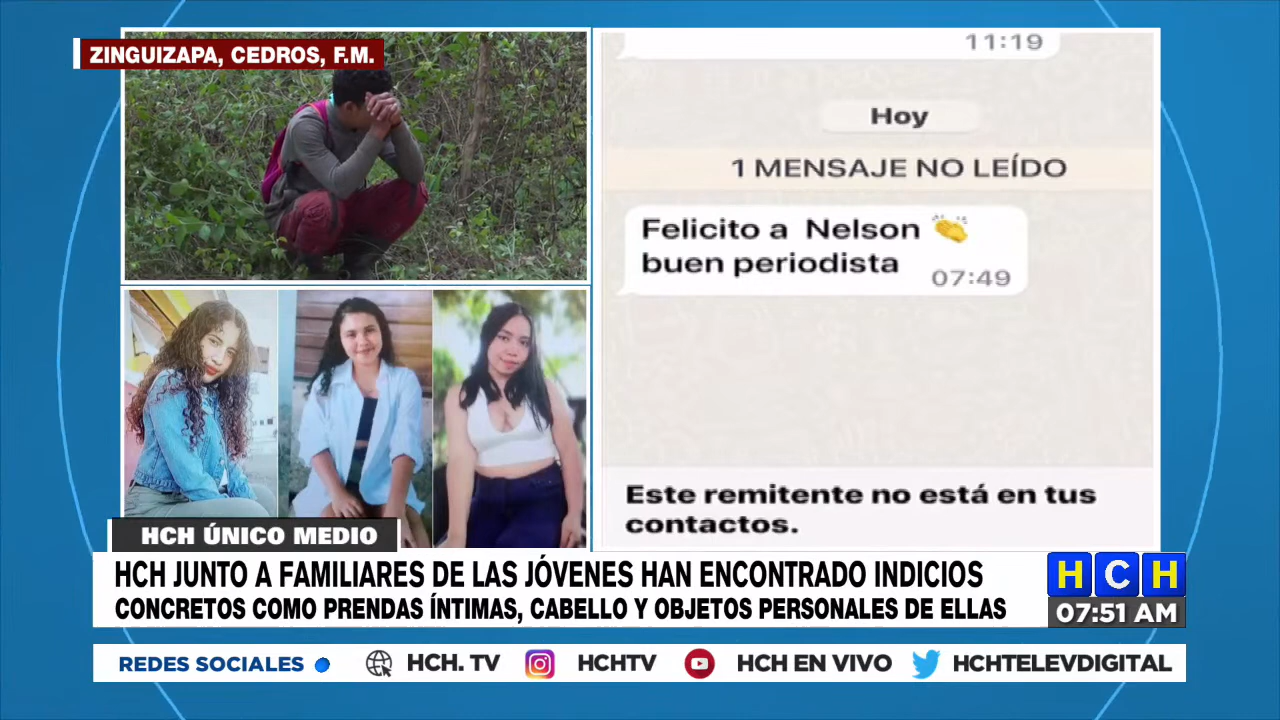 ZINGUIZAPA, CEDROS, F.M.
11:19
Hoy
1 MENSAJE NO LEÍDO
Felicito a Nelson 👏
buen periodista
07:49
Este remitente no está en tus
contactos.
HCH ÚNICO MEDIO
HCH JUNTO A FAMILIARES DE LAS JÓVENES HAN ENCONTRADO INDICIOS
CONCRETOS COMO PRENDAS ÍNTIMAS, CABELLO Y OBJETOS PERSONALES DE ELLAS
HCH
07:51 AM
REDES SOCIALES HCH. TV HCHTV HCH EN VIVO HCHTELEVDIGITAL